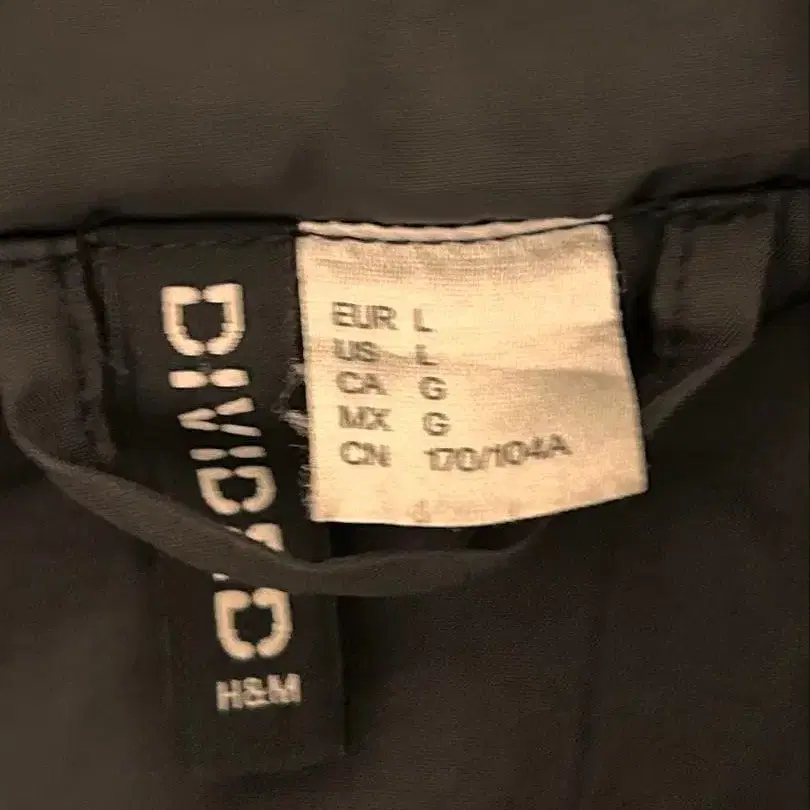 DIVIDED
H&M
EUR L
US L
CA G
MX G
CN 170/104A